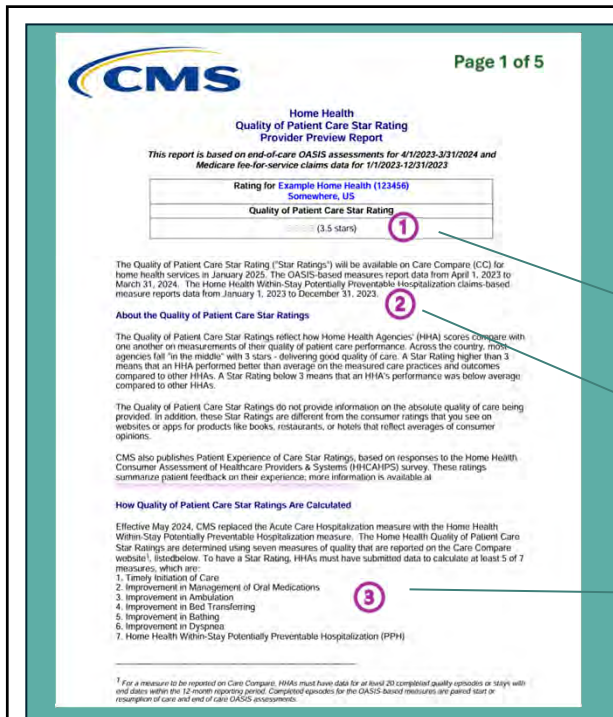 CMS
Page 1 of 5
Home Health
Quality of Patient Care Star Rating
Provider Preview Report
This report is based on end-of-care OASIS assessments for 4/1/2023-3/31/2024 and
Medicare fee-for-service claims data for 1/1/2023-12/31/2023
Rating for Example Home Health (123456)
Somewhere, US
Quality of Patient Care Star Rating
(3.5 stars)
1
The Quality of Patient Care Star Rating ("Star Ratings") will be available on Care Compare (CC) for
home health services in January 2025. The OASIS-based measures report data from April 1, 2023 to
March 31, 2024. The Home Health Within-Stay Potentially Preventable Hospitalization claims-based
measure reports data from January 1, 2023 to December 31, 2023.
2
About the Quality of Patient Care Star Ratings
The Quality of Patient Care Star Ratings reflect how Home Health Agencies' (HHA) scores compare with
one another on measurements of their quality of patient care performance. Across the country, most
agencies fall "in the middle" with 3 stars - delivering good quality of care. A Star Rating higher than 3
means that an HHA performed better than average on the measured care practices and outcomes
compared to other HHAs. A Star Rating below 3 means that an HHA's performance was below average
compared to other HHAs.
The Quality of Patient Care Star Ratings do not provide information on the absolute quality of care being
provided. In addition, these Star Ratings are different from the consumer ratings that you see on
websites or apps for products like books, restaurants, or hotels that reflect averages of consumer
opinions.
CMS also publishes Patient Experience of Care Star Ratings, based on responses to the Home Health
Consumer Assessment of Healthcare Providers & Systems (HHCAHPS) survey. These ratings
summarize patient feedback on their experience; more information is available at
How Quality of Patient Care Star Ratings Are Calculated
Effective May 2024, CMS replaced the Acute Care Hospitalization measure with the Home Health
Within-Stay Potentially Preventable Hospitalization measure. The Home Health Quality of Patient Care
Star Ratings are determined using seven measures of quality that are reported on the Care Compare
website1, listedbelow. To have a Star Rating, HHAs must have submitted data to calculate at least 5 of 7
measures, which are:
1. Timely Initiation of Care
2. Improvement in Management of Oral Medications
3. Improvement in Ambulation
4. Improvement in Bed Transferring
5. Improvement in Bathing
6. Improvement in Dyspnea
7. Home Health Within-Stay Potentially Preventable Hospitalization (PPH)
3
1 For a measure to be reported on Care Compare, HHAs must have data for at least 20 completed quality episodes or stays with
end dates within the 12-month reporting period. Completed episodes for the OASIS-based measures are paired start or
resumption of care and end of care OASIS assessments.